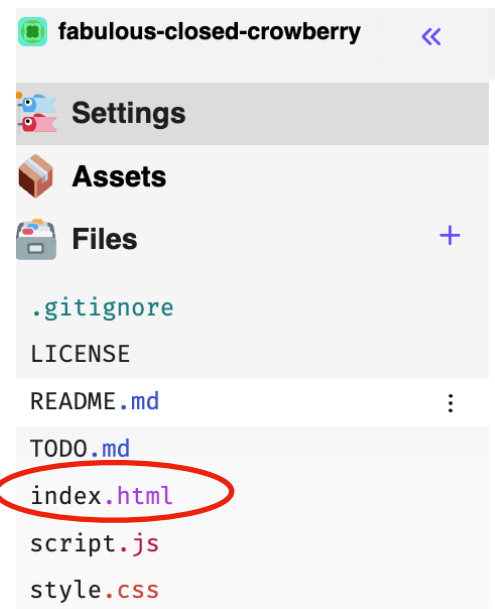 fabulous-closed-crowberry
Settings
Assets
Files
.gitignore
LICENSE
README.md
TODO.md
index.html
script.js
style.css